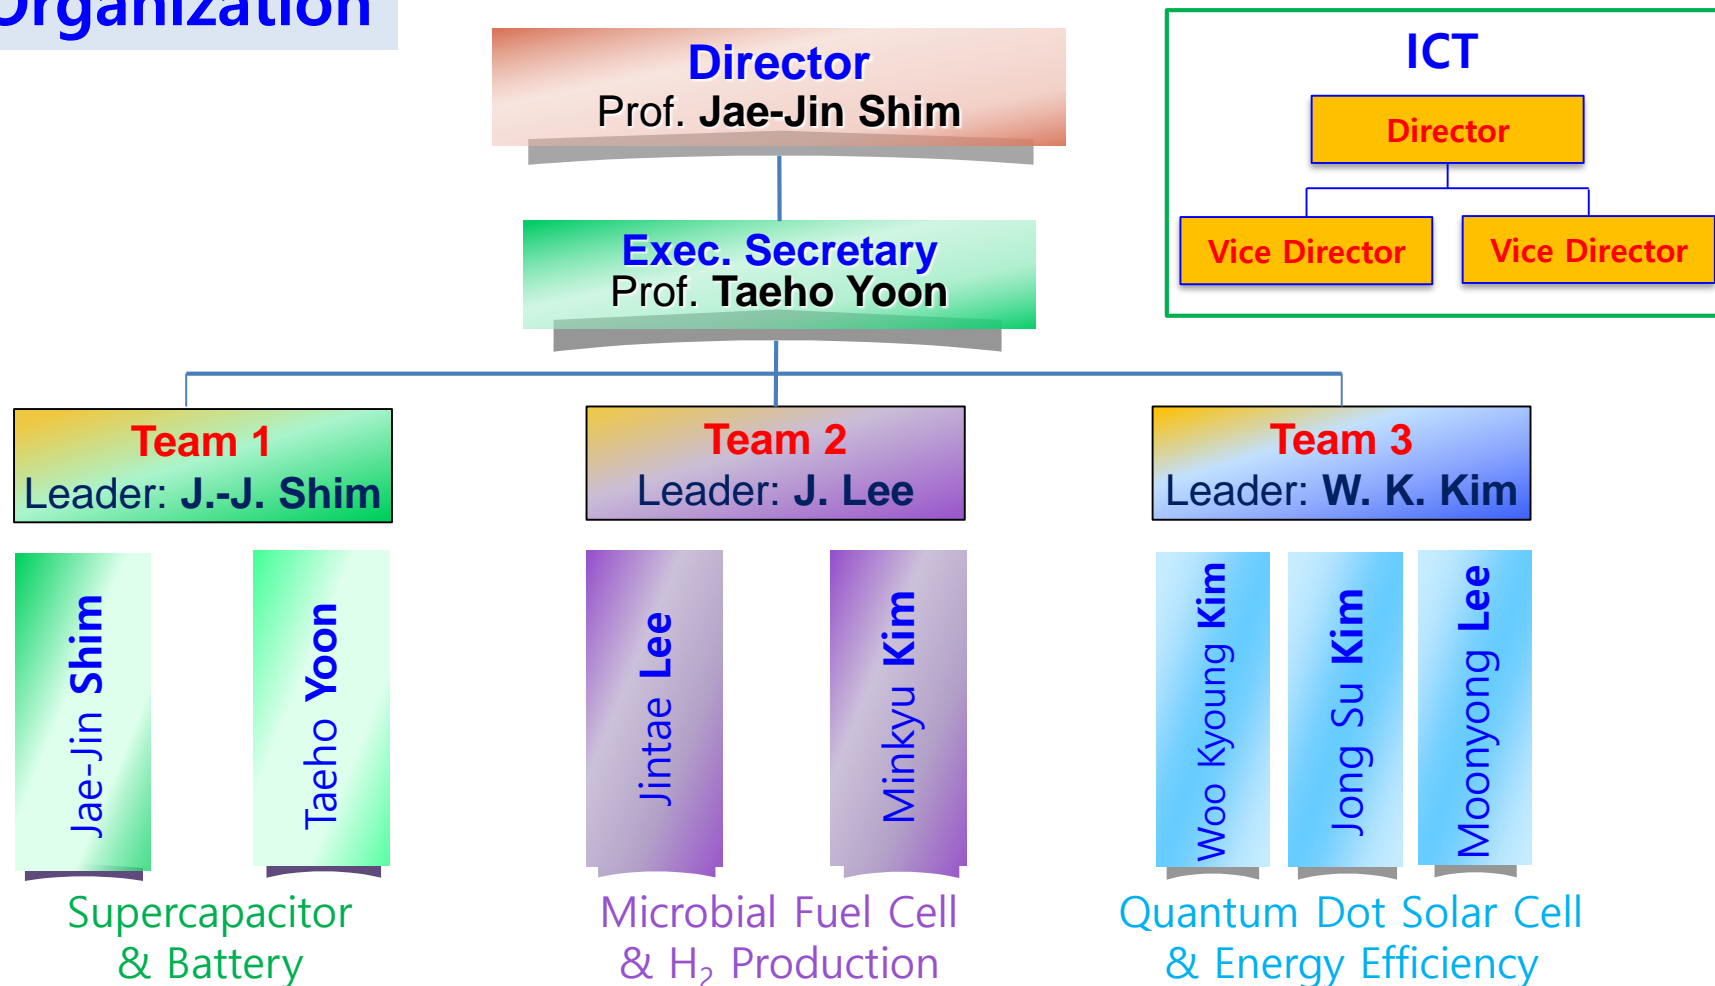 Organization
Director
Prof. Jae-Jin Shim
Exec. Secretary
Prof. Taeho Yoon
ICT
Director
Vice Director
Vice Director
Team 1
Leader: J.-J. Shim
Team 2
Leader: J. Lee
Team 3
Leader: W. K. Kim
Jae-Jin Shim
Taeho Yoon
Jintae Lee
Minkyu Kim
Woo Kyoung Kim
Jong Su Kim
Moonyong Lee
Supercapacitor
& Battery
Microbial Fuel Cell
& H₂ Production
Quantum Dot Solar Cell
& Energy Efficiency